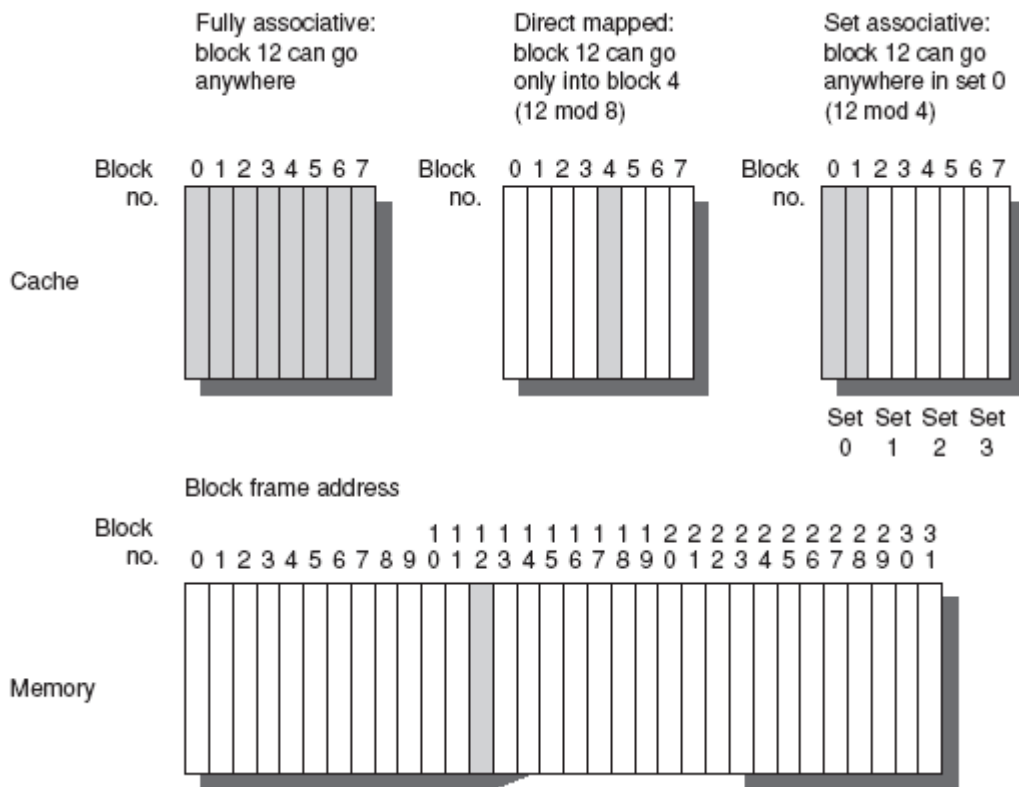 Fully associative:
block 12 can go
anywhere
Direct mapped:
block 12 can go
only into block 4
(12 mod 8)
Set associative:
block 12 can go
anywhere in set 0
(12 mod 4)
Block
no.
0 1 2 3 4 5 6 7
Block
no.
0 1 2 3 4 5 6 7
Block
no.
0 1 2 3 4 5 6 7
Cache
Set Set Set Set
0 1 2 3
Block frame address
Block
no.
1 1 1 1 1 1 1 1 1 1 2 2 2 2 2 2 2 2 2 2 3 3
0 1 2 3 4 5 6 7 8 9 0 1 2 3 4 5 6 7 8 9 0 1 2 3 4 5 6 7 8 9 0 1
Memory